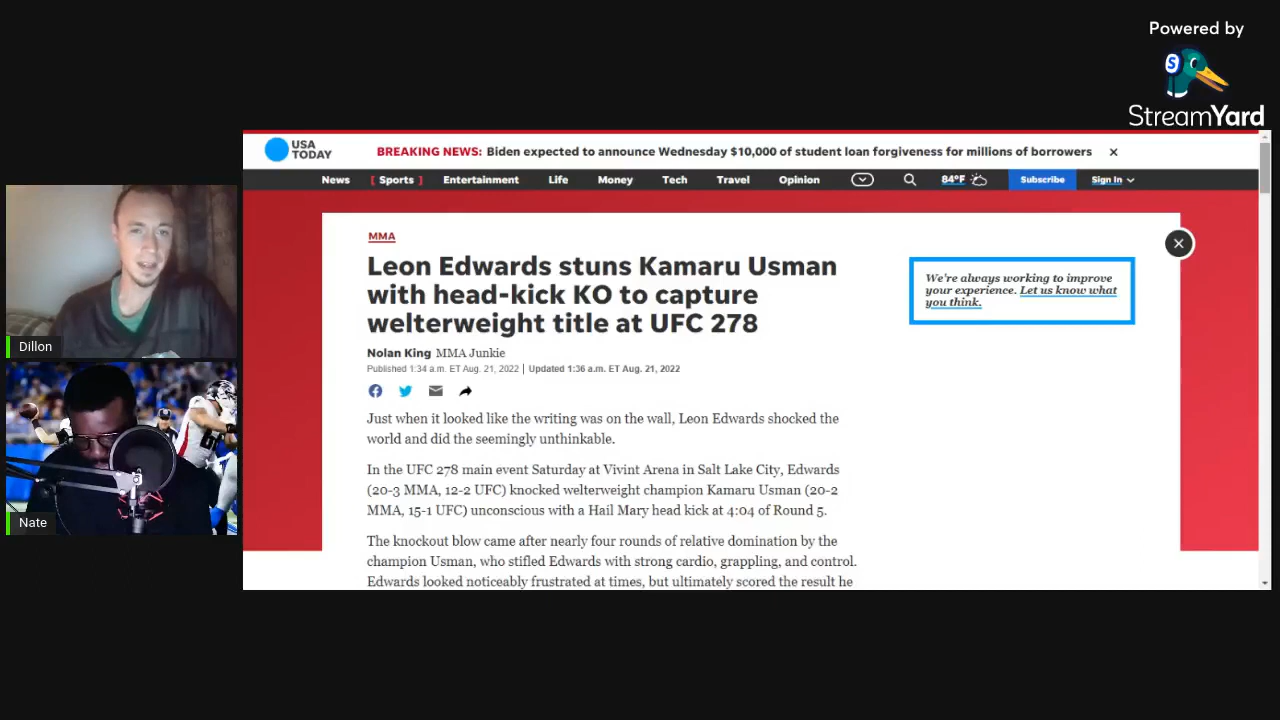 Powered by
S
StreamYard
USA
TODAY
BREAKING NEWS: Biden expected to announce Wednesday $10,000 of student loan forgiveness for millions of borrowers
News [ Sports ] Entertainment Life Money Tech Travel Opinion 84°F Subscribe Sign In
MMA
Leon Edwards stuns Kamaru Usman
with head-kick KO to capture
welterweight title at UFC 278
We're always working to improve
your experience. Let us know what
you think.
Nolan King MMA Junkie
Published 1:34 a.m. ET Aug. 21, 2022 | Updated 1:36 a.m. ET Aug. 21, 2022
Just when it looked like the writing was on the wall, Leon Edwards shocked the
world and did the seemingly unthinkable.
In the UFC 278 main event Saturday at Vivint Arena in Salt Lake City, Edwards
(20-3 MMA, 12-2 UFC) knocked welterweight champion Kamaru Usman (20-2
MMA, 15-1 UFC) unconscious with a Hail Mary head kick at 4:04 of Round 5.
The knockout blow came after nearly four rounds of relative domination by the
champion Usman, who stifled Edwards with strong cardio, grappling, and control.
Edwards looked noticeably frustrated at times, but ultimately scored the result he
Dillon
Nate